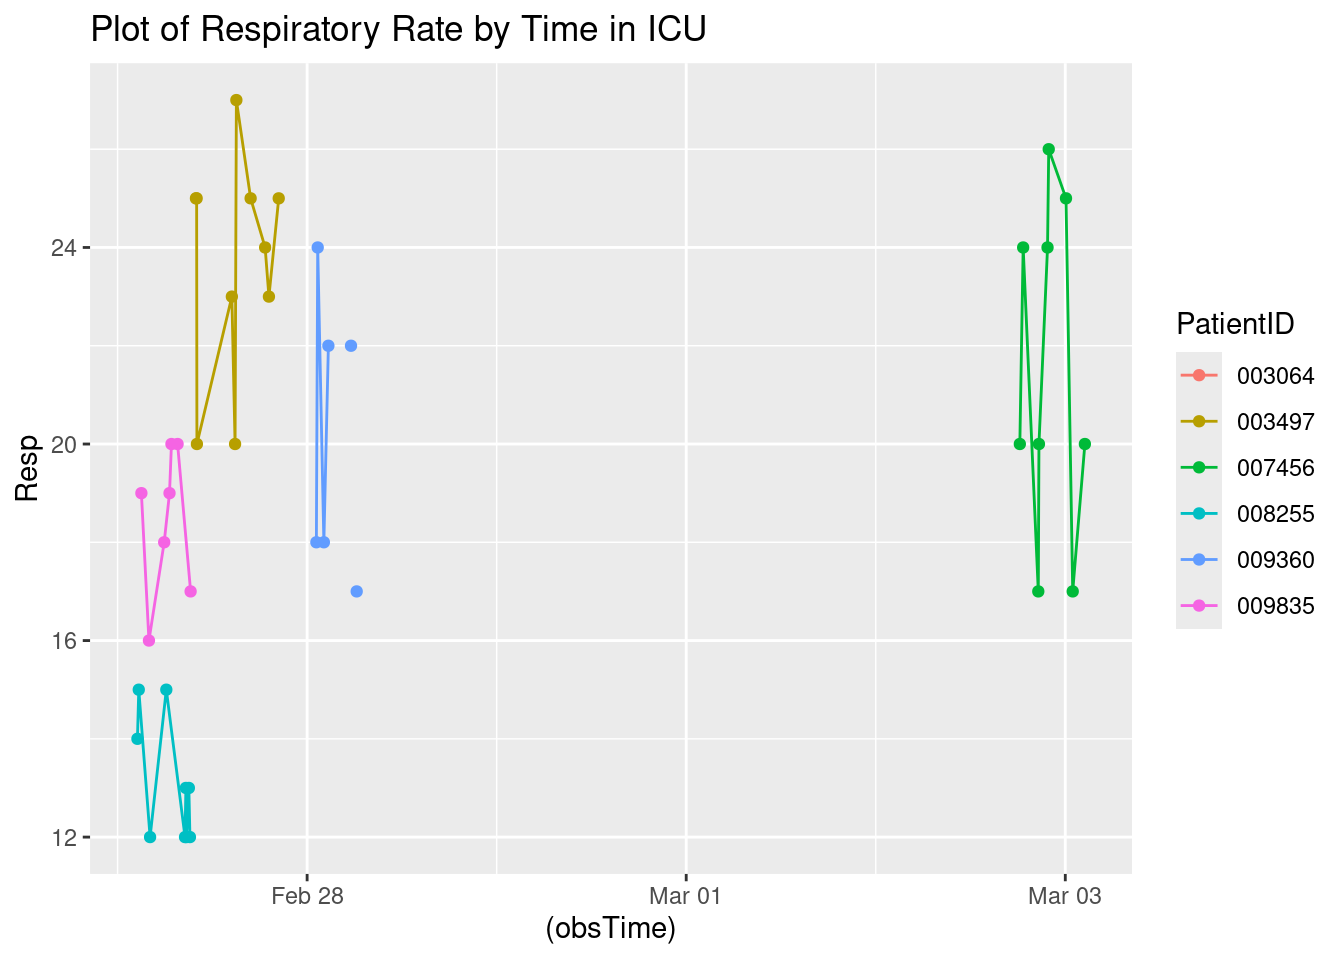 Plot of Respiratory Rate by Time in ICU
Resp
24
20
16
12
Feb 28
Mar 01
Mar 03
(obsTime)
PatientID
003064
003497
007456
008255
009360
009835